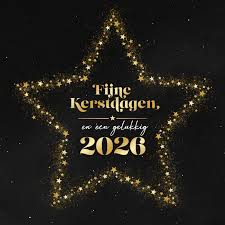 Fijne
Kerstdagen,
en een gelukkig
2026